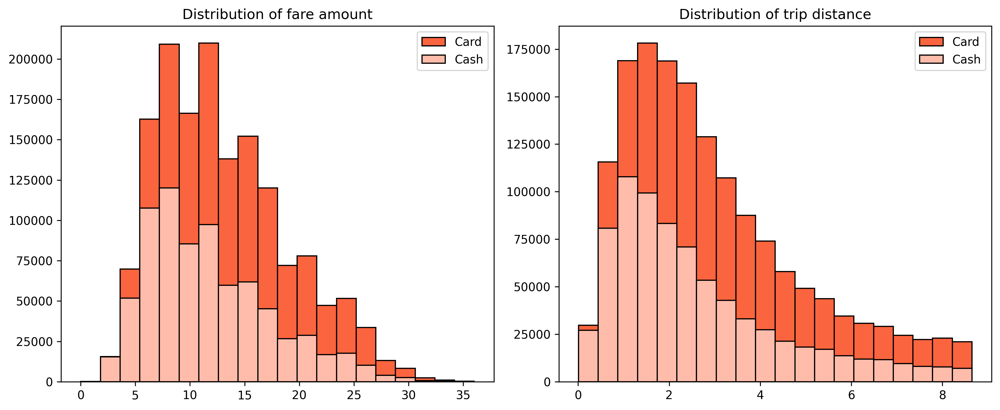 Distribution of fare amount
Card
Cash
200000
175000
150000
125000
100000
75000
50000
25000
0
0 5 10 15 20 25 30 35
Distribution of trip distance
Card
Cash
175000
150000
125000
100000
75000
50000
25000
0
0 2 4 6 8